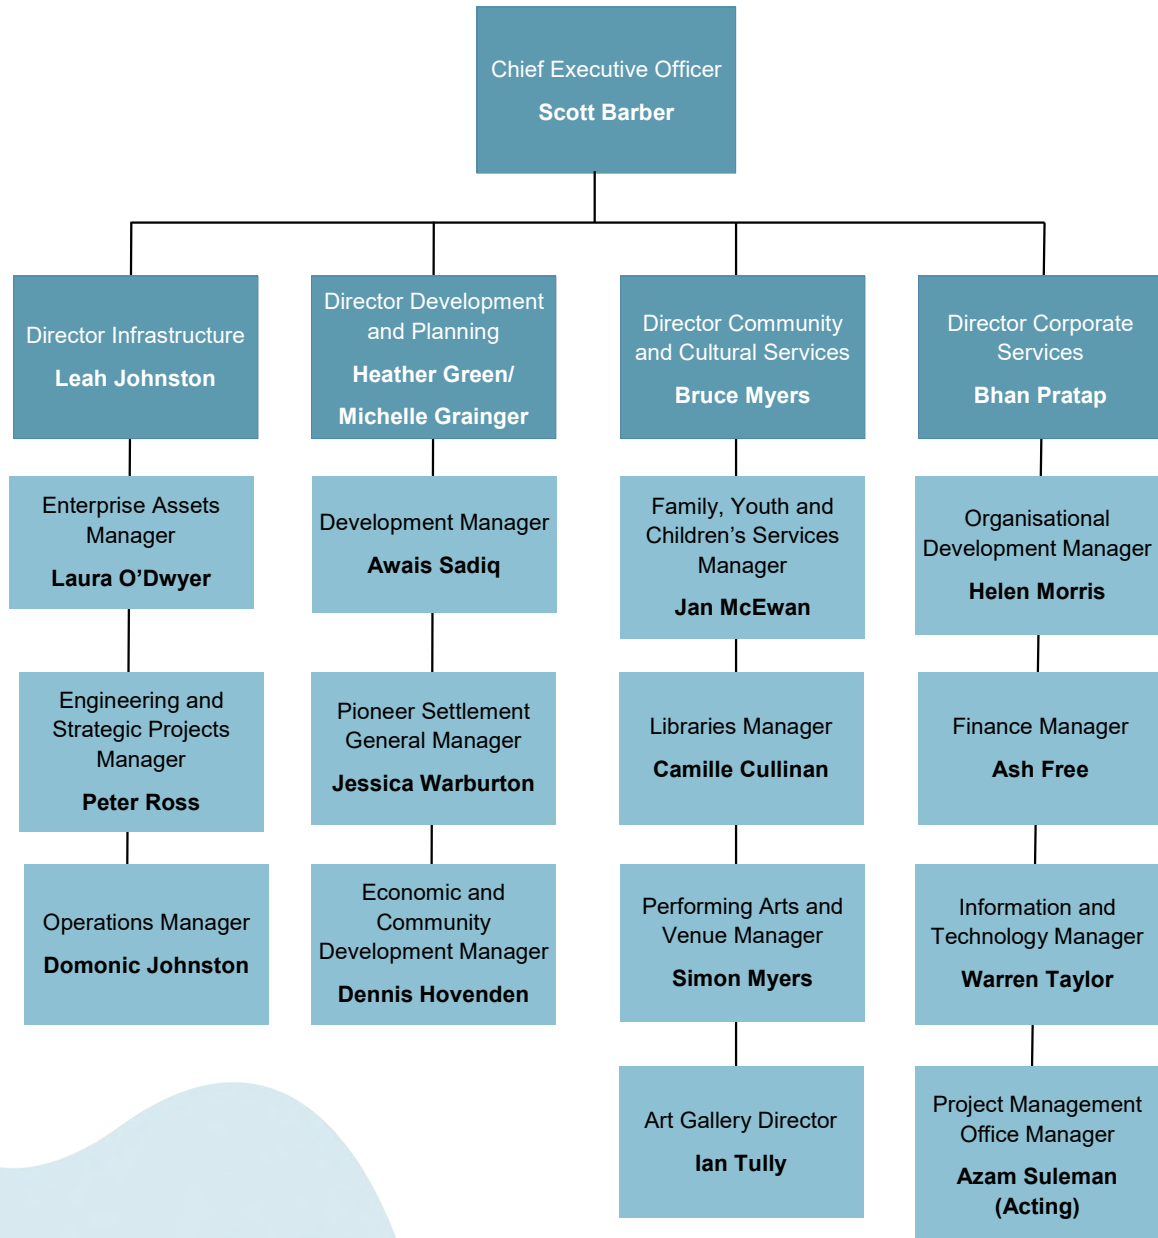 Chief Executive Officer
Scott Barber
Director Infrastructure
Leah Johnston
Director Development
and Planning
Heather Green/
Michelle Grainger
Director Community
and Cultural Services
Bruce Myers
Director Corporate
Services
Bhan Pratap
Enterprise Assets
Manager
Laura O’Dwyer
Development Manager
Awais Sadiq
Family, Youth and
Children’s Services
Manager
Jan McEwan
Organisational
Development Manager
Helen Morris
Engineering and
Strategic Projects
Manager
Peter Ross
Pioneer Settlement
General Manager
Jessica Warburton
Libraries Manager
Camille Cullinan
Finance Manager
Ash Free
Operations Manager
Domonic Johnston
Economic and
Community
Development Manager
Dennis Hovenden
Performing Arts and
Venue Manager
Simon Myers
Information and
Technology Manager
Warren Taylor
Art Gallery Director
Ian Tully
Project Management
Office Manager
Azam Suleman
(Acting)